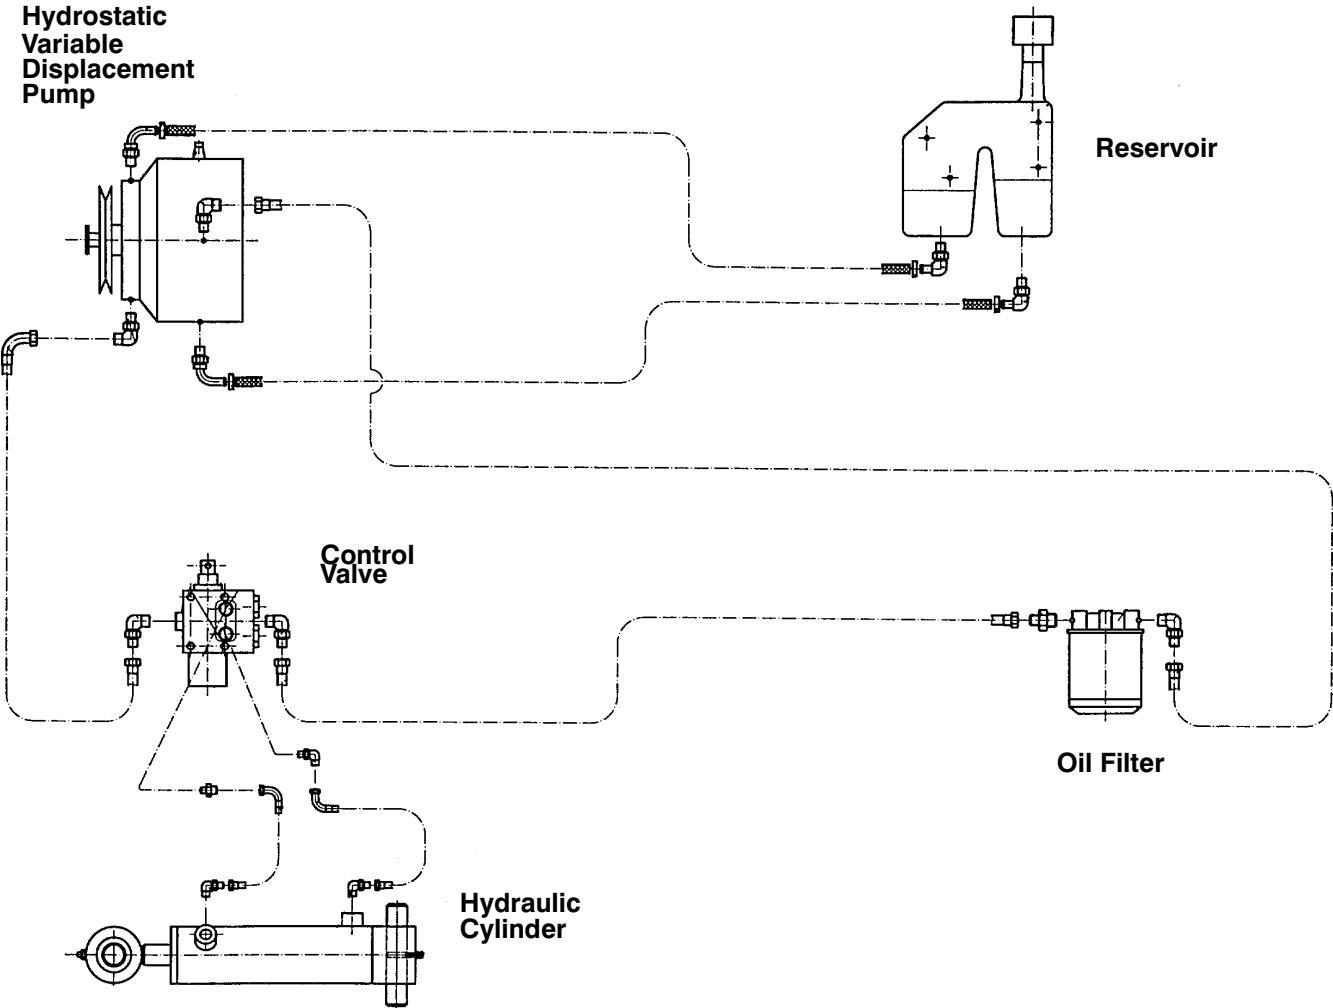 Hydrostatic
Variable
Displacement
Pump
Reservoir
Control
Valve
Oil Filter
Hydraulic
Cylinder